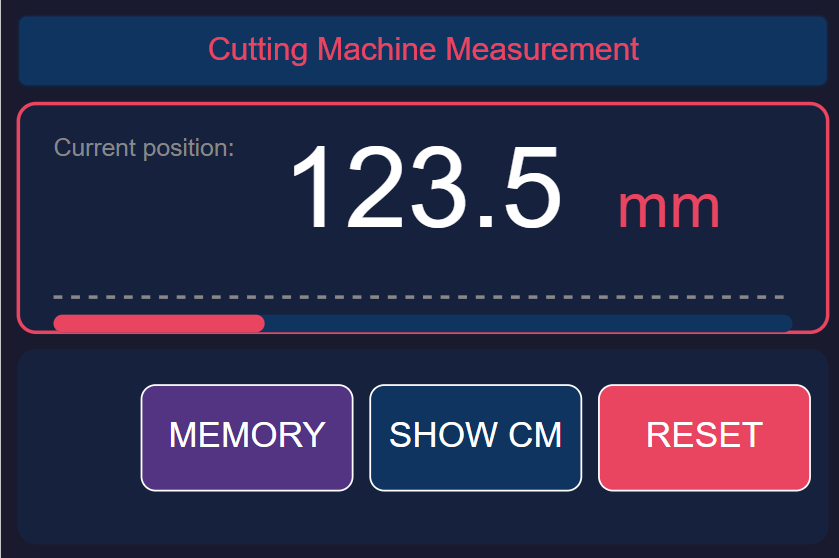 Cutting Machine Measurement
Current position: 123.5 mm
MEMORY SHOW CM RESET